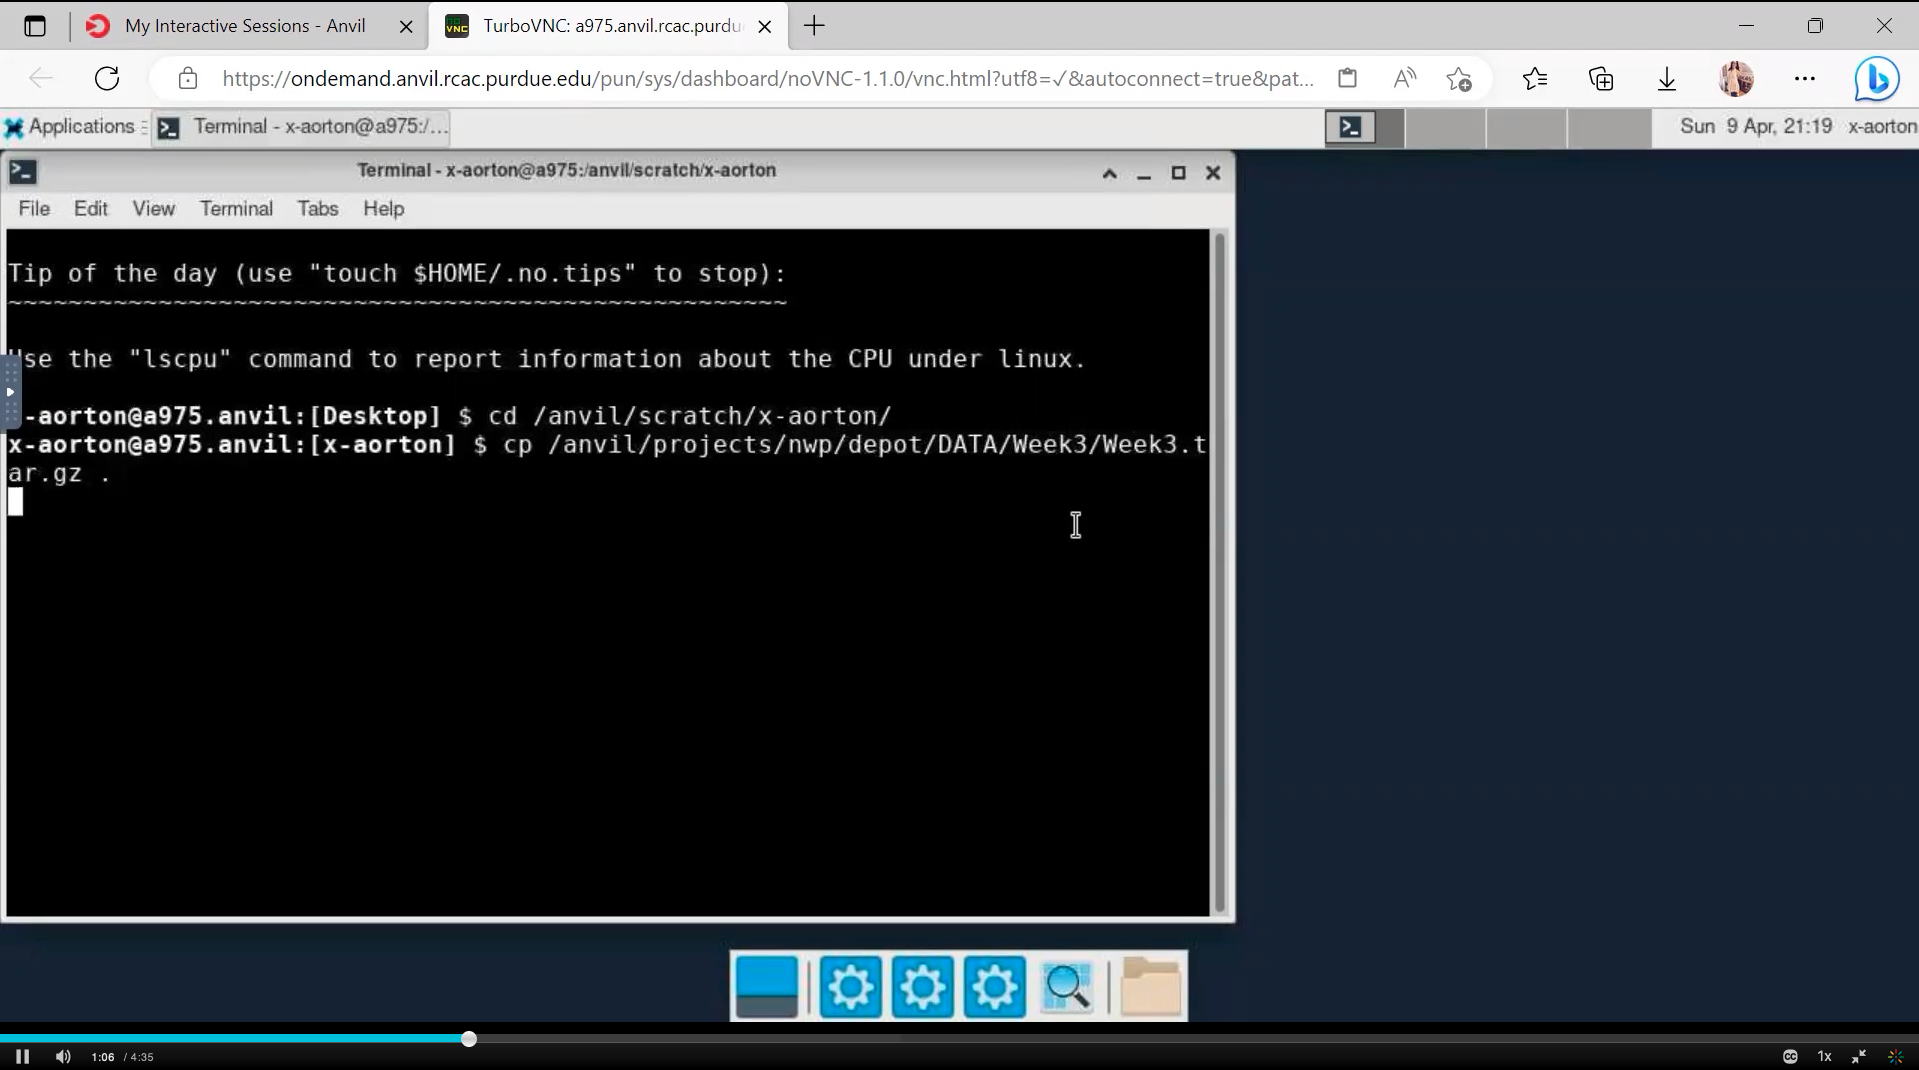 My Interactive Sessions - Anvil
TurboVNC: a975.anvil.rcac.purdu
https://ondemand.anvil.rcac.purdue.edu/pun/sys/dashboard/noVNC-1.1.0/vnc.html?utf8=✓&autoconnect=true&pat...
Applications
Terminal - x-aorton@a975:/...
Sun 9 Apr, 21:19 x-aorton
Terminal - x-aorton@a975:/anvil/scratch/x-aorton
File Edit View Terminal Tabs Help
Tip of the day (use "touch $HOME/.no.tips" to stop):
~~~~~~~~~~~~~~~~~~~~~~~~~~~~~~~~~~~~~~~~~~~~~~~~~~~~
Use the "lscpu" command to report information about the CPU under linux.
-aorton@a975.anvil:[Desktop] $ cd /anvil/scratch/x-aorton/
x-aorton@a975.anvil:[x-aorton] $ cp /anvil/projects/nwp/depot/DATA/Week3/Week3.t
ar.gz .
1:06 / 4:35
CC 1x